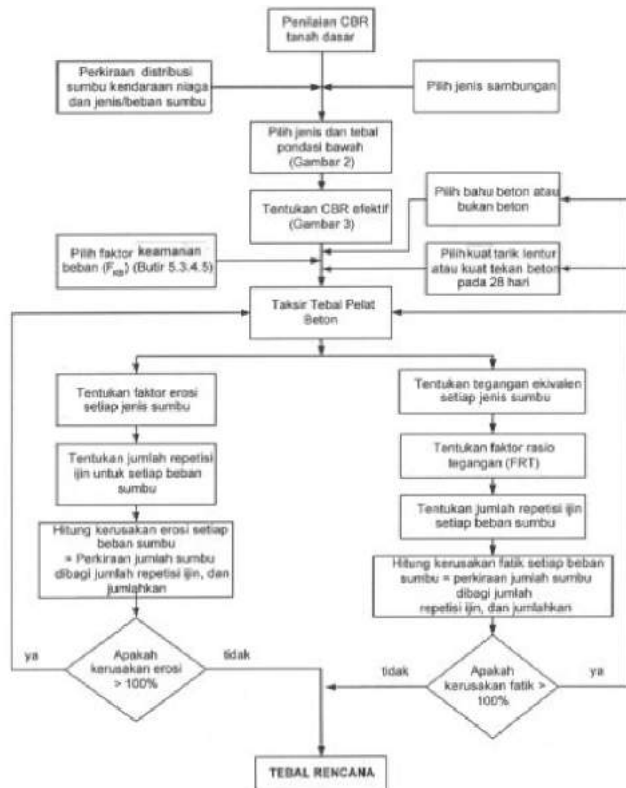 Penilaian CBR
tanah dasar
Perkiraan distribusi
sumbu kendaraan niaga
dan jenis/beban sumbu
Pilih jenis sambungan
Pilih jenis dan tebal
pondasi bawah
(Gambar 2)
Tentukan CBR efektif
(Gambar 3)
Pilih bahu beton atau
bukan beton
Pilih faktor keamanan
beban (FKB) (Butir 5.3.4.5)
Pilih kuat tarik lentur
atau kuat tekan beton
pada 28 hari
Taksir Tebal Pelat
Beton
Tentukan faktor erosi
setiap jenis sumbu
Tentukan jumlah repetisi
ijin untuk setiap beban
sumbu
Hitung kerusakan erosi setiap
beban sumbu
= Perkiraan jumlah sumbu
dibagi jumlah repetisi ijin, dan
jumlahkan
ya
Apakah
kerusakan erosi
> 100%
tidak
Tentukan tegangan ekivalen
setiap jenis sumbu
Tentukan faktor rasio
tegangan (FRT)
Tentukan jumlah repetisi ijin
setiap beban sumbu
Hitung kerusakan fatik setiap beban
sumbu = perkiraan jumlah sumbu
dibagi jumlah
repetisi ijin, dan jumlahkan
tidak
Apakah
kerusakan fatik >
100%
ya
TEBAL RENCANA